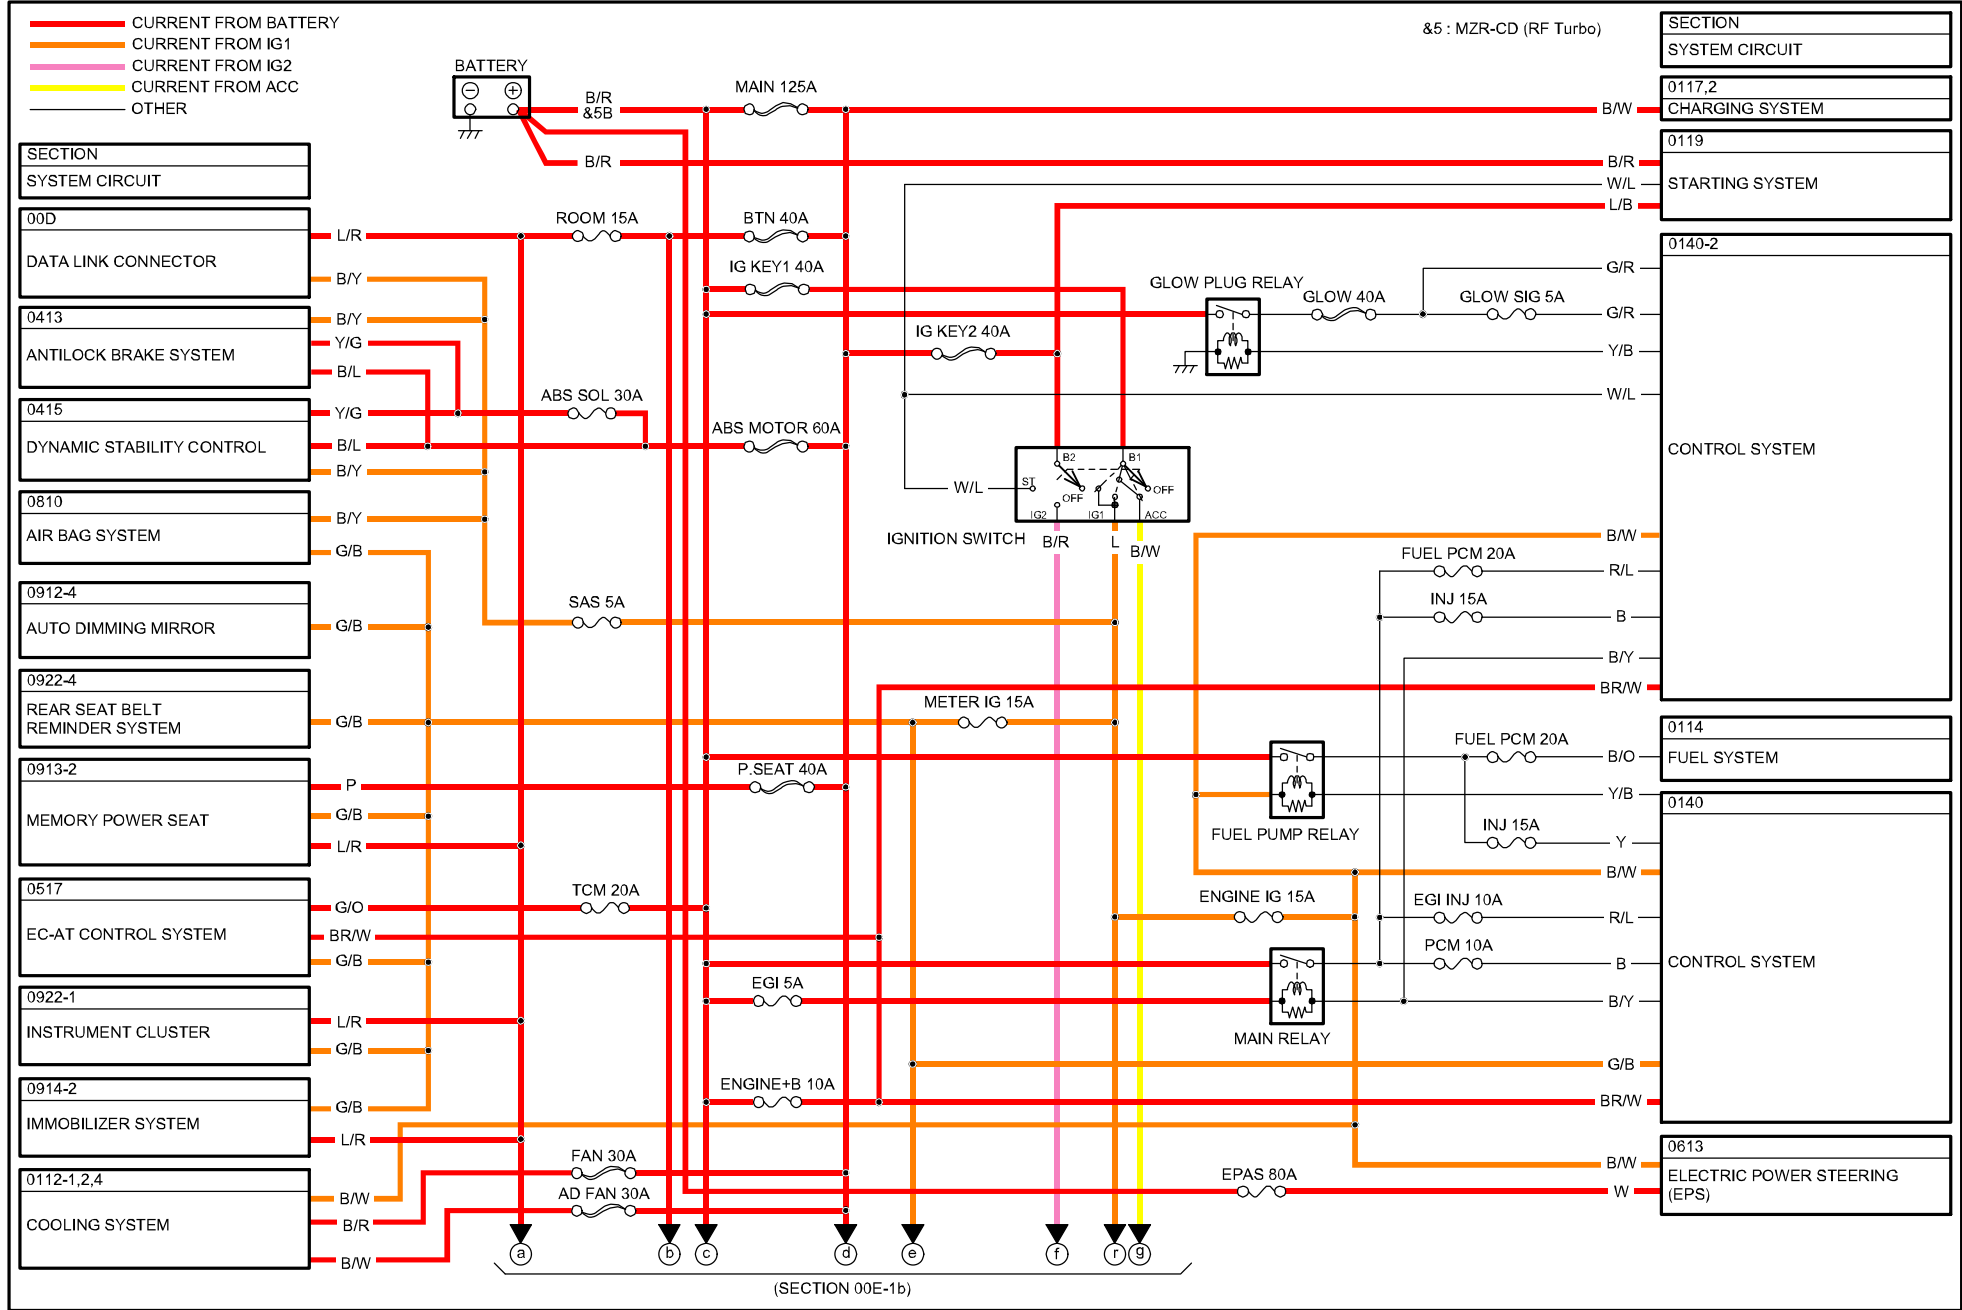 CURRENT FROM BATTERY
CURRENT FROM IG1
CURRENT FROM IG2
CURRENT FROM ACC
OTHER
&5 : MZR-CD (RF Turbo)
SECTION
SYSTEM CIRCUIT
BATTERY
B/R
&5B
MAIN 125A
B/W
0117,2
CHARGING SYSTEM
B/R
B/R
W/L
L/B
0119
STARTING SYSTEM
SECTION
SYSTEM CIRCUIT
00D
DATA LINK CONNECTOR
L/R
B/Y
ROOM 15A
BTN 40A
IG KEY1 40A
IG KEY2 40A
GLOW PLUG RELAY
GLOW 40A
GLOW SIG 5A
G/R
G/R
Y/B
W/L
0140-2
CONTROL SYSTEM
0413
ANTILOCK BRAKE SYSTEM
B/Y
Y/G
B/L
0415
DYNAMIC STABILITY CONTROL
Y/G
B/L
B/Y
ABS SOL 30A
ABS MOTOR 60A
B2
B1
ST
OFF
OFF
IG2
IG1
ACC
W/L
IGNITION SWITCH
B/R
L
B/W
0810
AIR BAG SYSTEM
B/Y
G/B
0912-4
AUTO DIMMING MIRROR
G/B
SAS 5A
B/W
FUEL PCM 20A
R/L
INJ 15A
B
B/Y
BR/W
0922-4
REAR SEAT BELT
REMINDER SYSTEM
G/B
METER IG 15A
0913-2
MEMORY POWER SEAT
P
G/B
L/R
P.SEAT 40A
FUEL PUMP RELAY
FUEL PCM 20A
B/O
0114
FUEL SYSTEM
Y/B
INJ 15A
Y
B/W
0140
CONTROL SYSTEM
0517
EC-AT CONTROL SYSTEM
G/O
BR/W
G/B
TCM 20A
ENGINE IG 15A
EGI INJ 10A
R/L
PCM 10A
B
B/Y
EGI 5A
MAIN RELAY
0922-1
INSTRUMENT CLUSTER
L/R
G/B
G/B
ENGINE+B 10A
BR/W
0914-2
IMMOBILIZER SYSTEM
G/B
L/R
0112-1,2,4
COOLING SYSTEM
B/W
B/R
B/W
FAN 30A
AD FAN 30A
EPAS 80A
B/W
W
0613
ELECTRIC POWER STEERING
(EPS)
a
b
c
d
e
f
r
g
(SECTION 00E-1b)